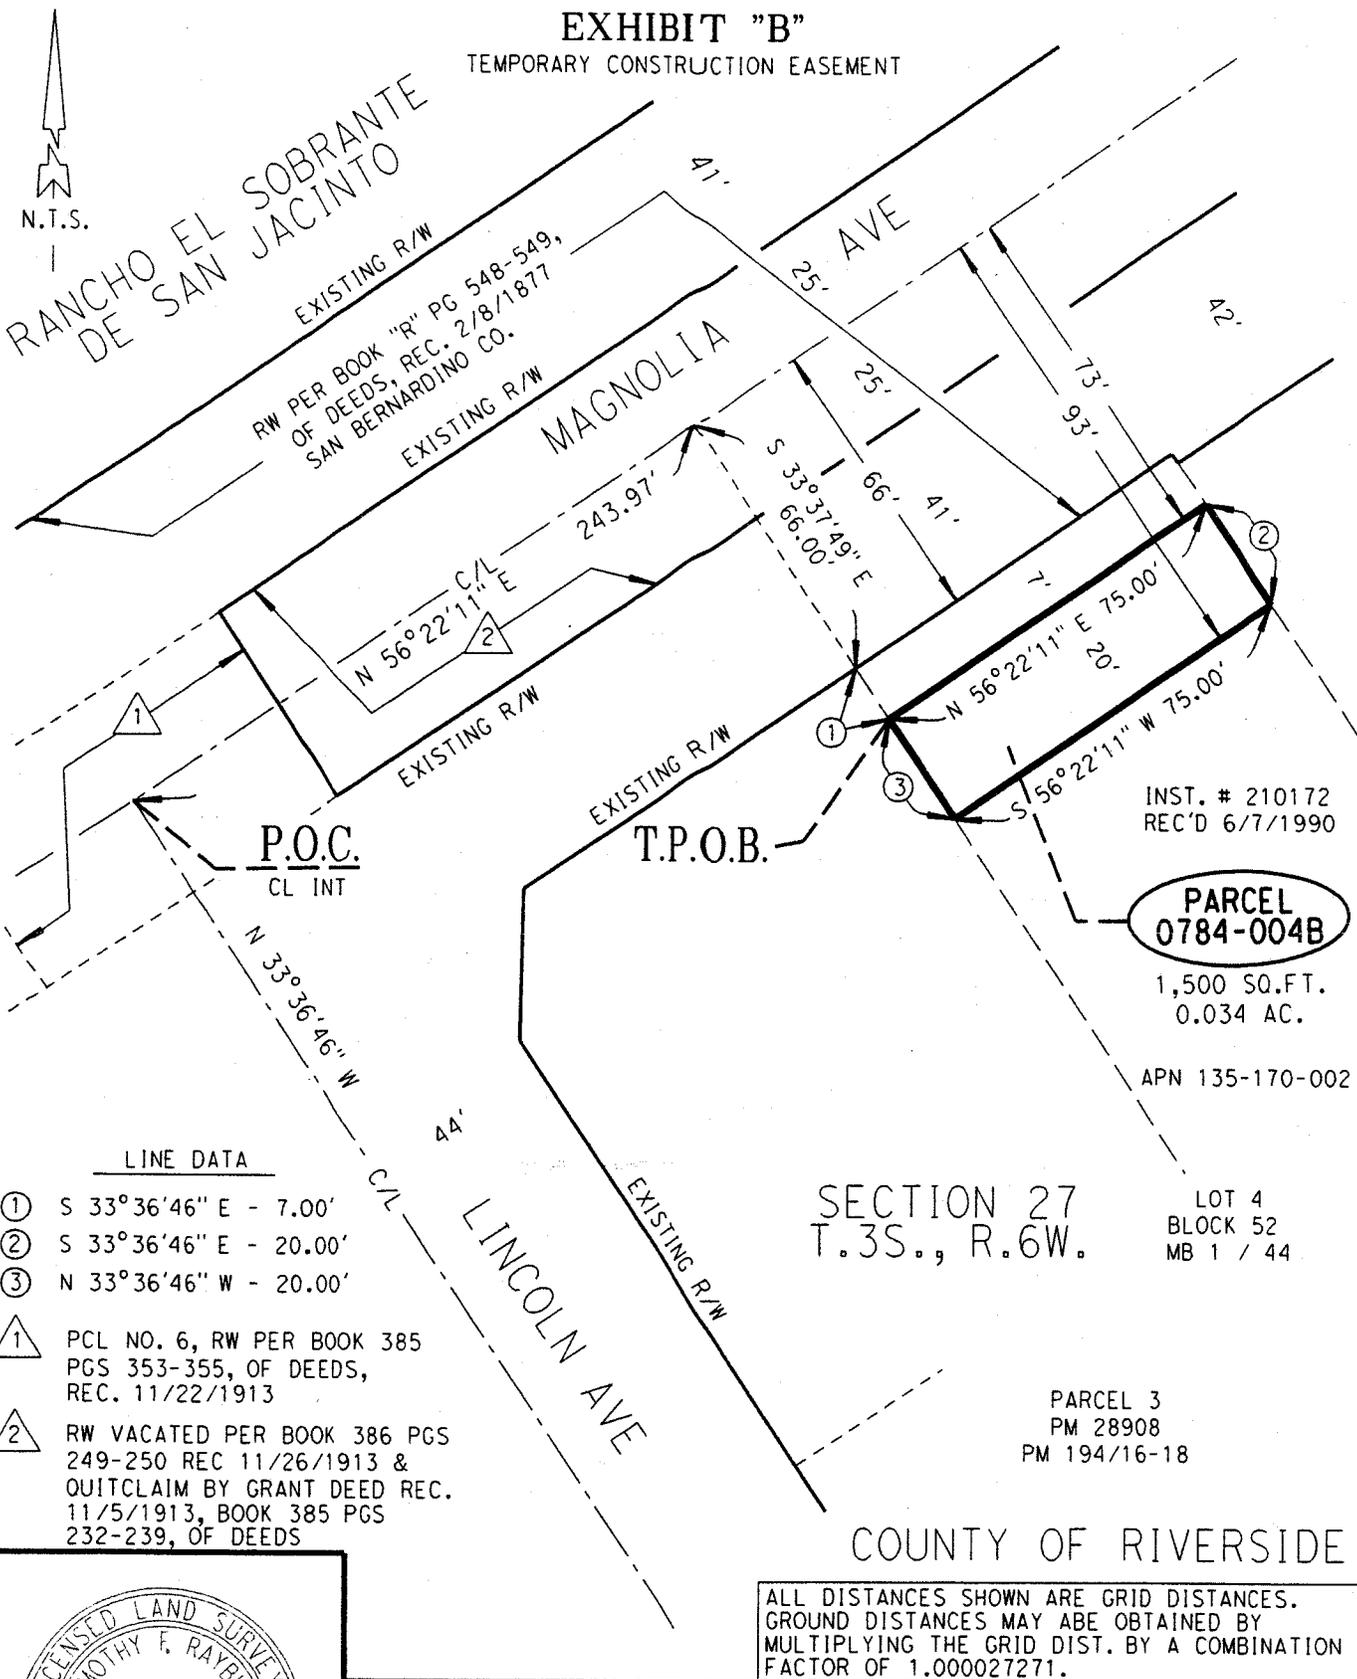 EXHIBIT "B"
TEMPORARY CONSTRUCTION EASEMENT
N
N.T.S.
RANCHO EL SOBRANTE
DE SAN JACINTO
EXISTING R/W
RW PER BOOK "R" PG 548-549,
OF DEEDS, REC. 2/8/1877
SAN BERNARDINO CO.
EXISTING R/W
MAGNOLIA AVE
41'
25'
25'
42'
73'
93'
66'
41'
7'
20'
C/L
N 56°22'11" E 243.97'
S 33°37'49" E
66.00'
N 56°22'11" E 75.00'
S 56°22'11" W 75.00'
1
2
3
1
2
EXISTING R/W
EXISTING R/W
P.O.C.
CL INT
T.P.O.B.
INST. # 210172
REC'D 6/7/1990
PARCEL
0784-004B
1,500 SQ.FT.
0.034 AC.
APN 135-170-002
N 33°36'46" W
44'
C/L
LINCOLN AVE
EXISTING R/W
LINE DATA
1 S 33°36'46" E - 7.00'
2 S 33°36'46" E - 20.00'
3 N 33°36'46" W - 20.00'
1 PCL NO. 6, RW PER BOOK 385
PGS 353-355, OF DEEDS,
REC. 11/22/1913
2 RW VACATED PER BOOK 386 PGS
249-250 REC 11/26/1913 &
QUITCLAIM BY GRANT DEED REC.
11/5/1913, BOOK 385 PGS
232-239, OF DEEDS
SECTION 27
T.3S., R.6W.
LOT 4
BLOCK 52
MB 1 / 44
PARCEL 3
PM 28908
PM 194/16-18
COUNTY OF RIVERSIDE
ALL DISTANCES SHOWN ARE GRID DISTANCES.
GROUND DISTANCES MAY ABE OBTAINED BY
MULTIPLYING THE GRID DIST. BY A COMBINATION
FACTOR OF 1.000027271.
LAND
F.